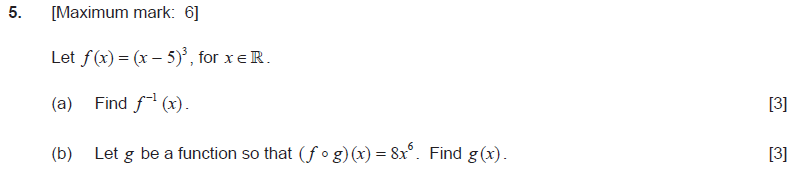 5. [Maximum mark: 6]
Let f(x) = (x – 5)³, for x ∈ ℝ.
(a) Find f⁻¹(x). [3]
(b) Let g be a function so that (f ∘ g)(x) = 8x⁶. Find g(x). [3]